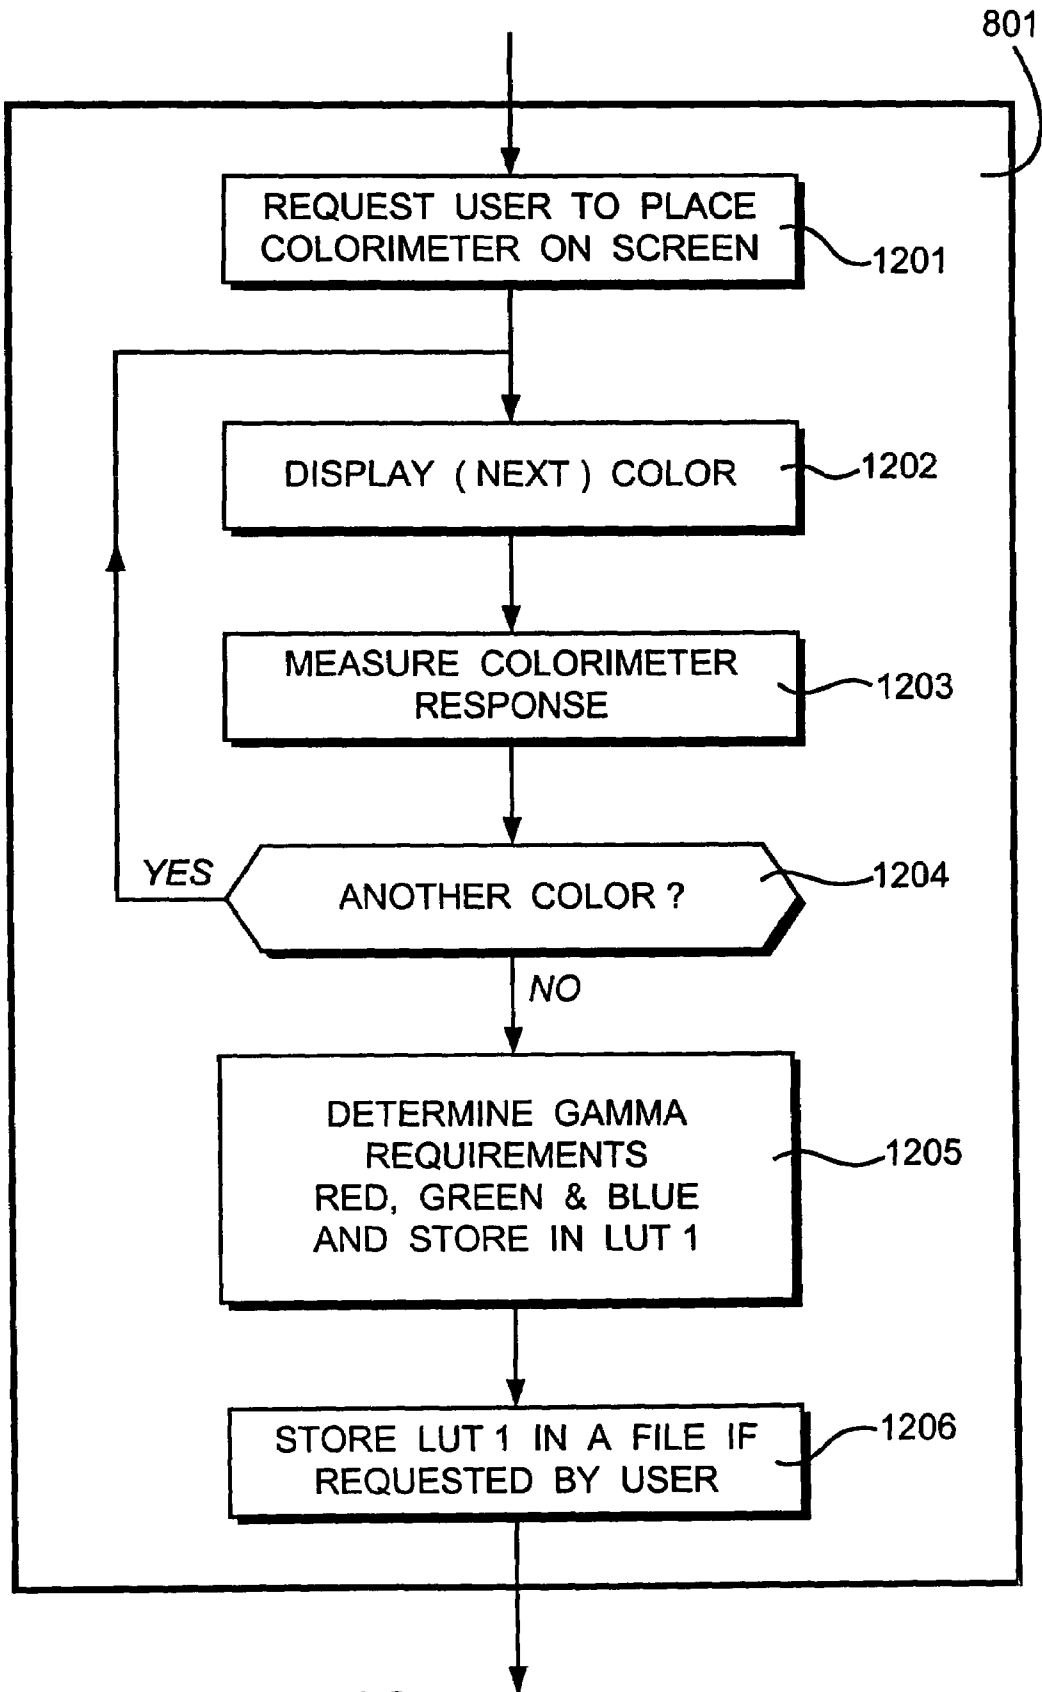 801
REQUEST USER TO PLACE
COLORIMETER ON SCREEN
1201
DISPLAY ( NEXT ) COLOR
1202
MEASURE COLORIMETER
RESPONSE
1203
YES
ANOTHER COLOR ?
1204
NO
DETERMINE GAMMA
REQUIREMENTS
RED, GREEN & BLUE
AND STORE IN LUT 1
1205
STORE LUT 1 IN A FILE IF
REQUESTED BY USER
1206